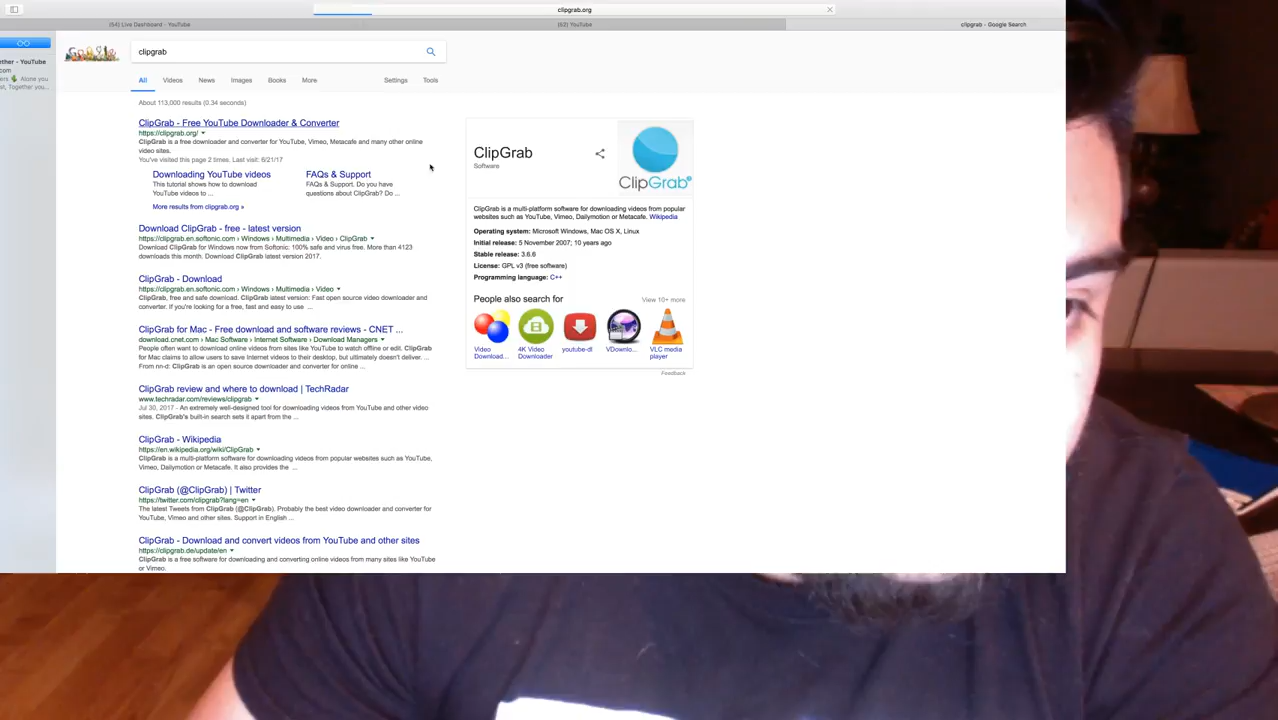 clipgrab.org
(54) Live Dashboard - YouTube
(53) YouTube
clipgrab - Google Search
ther - YouTube
com
ers Alone you
st, Together you...
clipgrab
All
Videos
News
Images
Books
More
Settings
Tools
About 113,000 results (0.34 seconds)
ClipGrab - Free YouTube Downloader & Converter
https://clipgrab.org/
ClipGrab is a free downloader and converter for YouTube, Vimeo, Metacafe and many other online
video sites.
You've visited this page 2 times. Last visit: 6/21/17
Downloading YouTube videos
This tutorial shows how to download
YouTube videos to ...
FAQs & Support
FAQs & Support. Do you have
questions about ClipGrab? Do ...
More results from clipgrab.org »
Download ClipGrab - free - latest version
https://clipgrab.en.softonic.com › Windows › Multimedia › Video › ClipGrab
Download ClipGrab for Windows now from Softonic: 100% safe and virus free. More than 4123
downloads this month. Download ClipGrab latest version 2017.
ClipGrab - Download
https://clipgrab.en.softonic.com › Windows › Multimedia › Video
ClipGrab, free and safe download. ClipGrab latest version: Fast open source video downloader and
converter. If you're looking for a free, fast and easy to use ...
ClipGrab for Mac - Free download and software reviews - CNET ...
download.cnet.com › Mac Software › Internet Software › Download Managers
People often want to download online videos from sites like YouTube to watch offline or edit. ClipGrab
for Mac claims to allow users to save Internet videos to their desktop, but ultimately doesn't deliver. ...
From nn-d: ClipGrab is an open source downloader and converter for online ...
ClipGrab review and where to download | TechRadar
www.techradar.com/reviews/clipgrab
Jul 30, 2017 - An extremely well-designed tool for downloading videos from YouTube and other video
sites. ClipGrab's built-in search sets it apart from the ...
ClipGrab - Wikipedia
https://en.wikipedia.org/wiki/ClipGrab
ClipGrab is a multi-platform software for downloading videos from popular websites such as YouTube,
Vimeo, Dailymotion or Metacafe. It also provides the ...
ClipGrab (@ClipGrab) | Twitter
https://twitter.com/clipgrab?lang=en
The latest Tweets from ClipGrab (@ClipGrab). Probably the best video downloader and converter for
YouTube, Vimeo and other sites. Support in English ...
ClipGrab - Download and convert videos from YouTube and other sites
https://clipgrab.de/update/en
ClipGrab is a free software for downloading and converting online videos from many sites like YouTube
or Vimeo.
ClipGrab
Software
ClipGrab
ClipGrab is a multi-platform software for downloading videos from popular
websites such as YouTube, Vimeo, Dailymotion or Metacafe. Wikipedia
Operating system: Microsoft Windows, Mac OS X, Linux
Initial release: 5 November 2007; 10 years ago
Stable release: 3.6.6
License: GPL v3 (free software)
Programming language: C++
People also search for
View 10+ more
Video
Download...
4K Video
Downloader
youtube-dl
VDownlo...
VLC media
player
Feedback